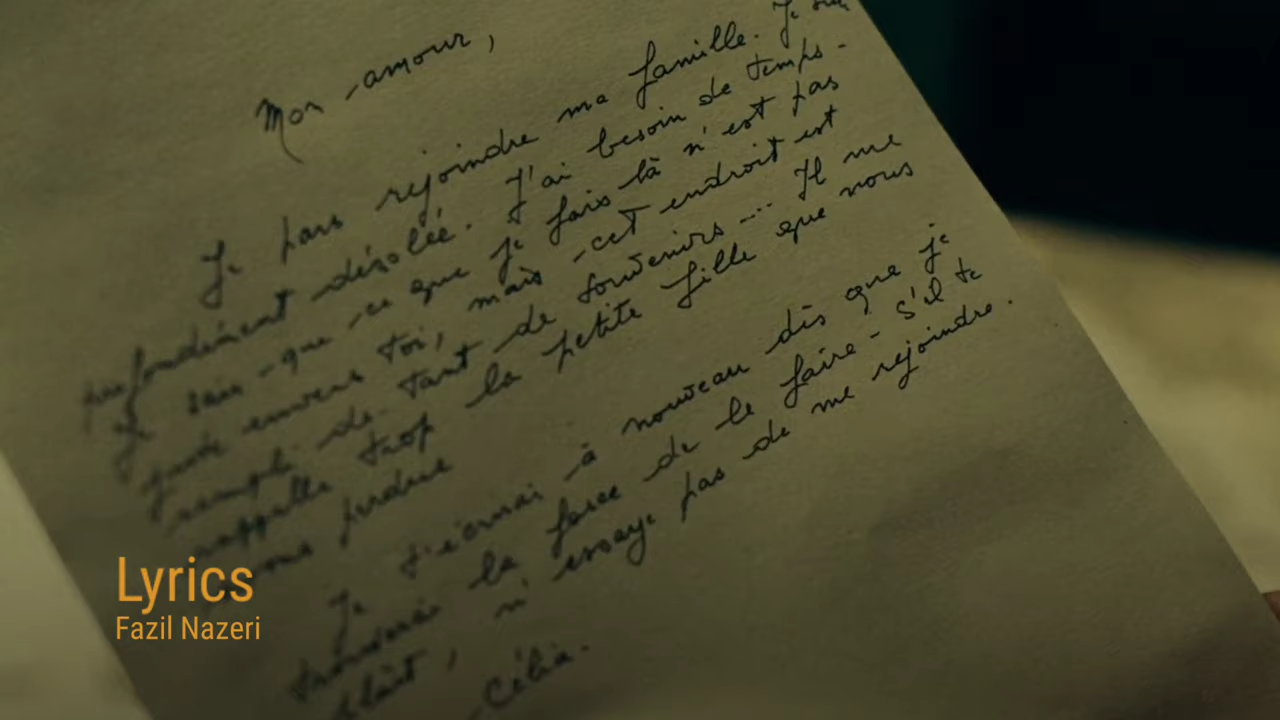 Mon amour,
Je pars rejoindre ma famille. Je suis
profondément désolée. J'ai besoin de temps.
Je sais que ce que je fais là n'est pas
juste envers toi, mais cet endroit est
rempli de tant de souvenirs... Il me
rappelle trop la petite fille que nous
avons perdue
Je t'écrirai à nouveau dès que je
trouverai la force de le faire. S'il te
plaît, n'essaye pas de me rejoindre.
Célia.
Lyrics
Fazil Nazeri